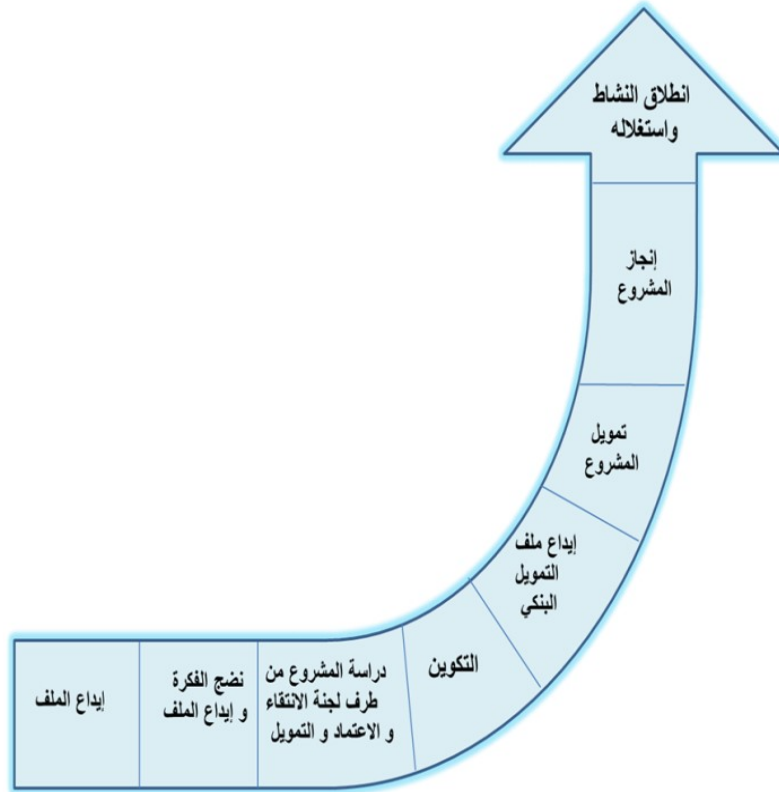 انطلاق النشاط
واستغلاله
إنجاز
المشروع
تمويل
المشروع
إيداع ملف
التمويل
البنكي
التكوين
دراسة المشروع من
طرف لجنة الانتقاء
و الاعتماد و التمويل
نضج الفكرة
و إيداع الملف
إيداع الملف